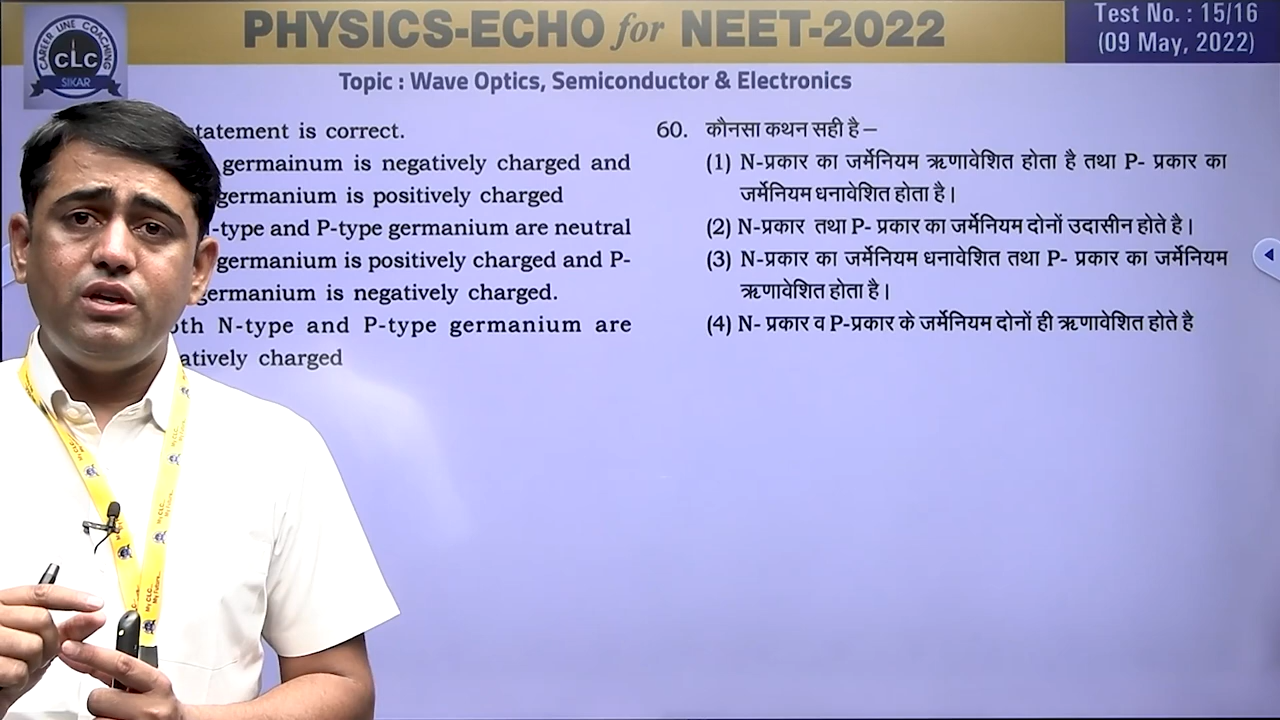 PHYSICS-ECHO for NEET-2022
Test No. : 15/16
(09 May, 2022)
CAREER LINE COACHING
CLC
SIKAR
Topic : Wave Optics, Semiconductor & Electronics
tatement is correct.
germainum is negatively charged and
germanium is positively charged
-type and P-type germanium are neutral
germanium is positively charged and P-
germanium is negatively charged.
th N-type and P-type germanium are
atively charged
60. कौनसा कथन सही है –
(1) N-प्रकार का जर्मेनियम ऋणावेशित होता है तथा P- प्रकार का
जर्मेनियम धनावेशित होता है।
(2) N-प्रकार तथा P- प्रकार का जर्मेनियम दोनों उदासीन होते है।
(3) N-प्रकार का जर्मेनियम धनावेशित तथा P- प्रकार का जर्मेनियम
ऋणावेशित होता है।
(4) N- प्रकार व P-प्रकार के जर्मेनियम दोनों ही ऋणावेशित होते है